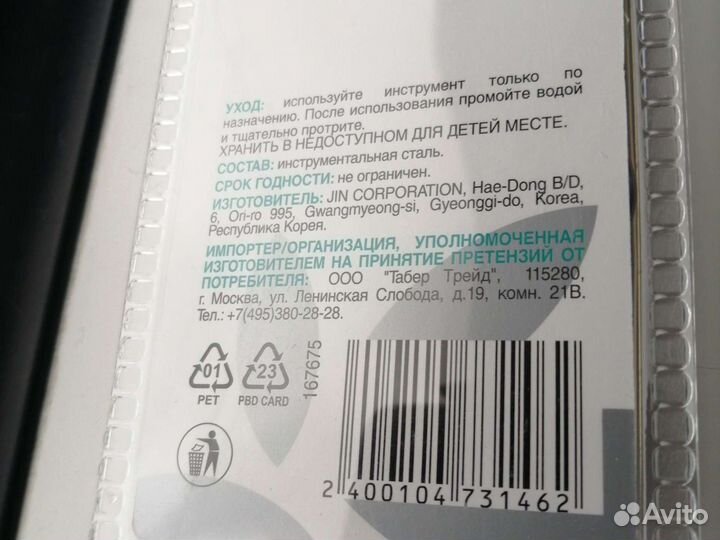 УХОД: используйте инструмент только по
назначению. После использования промойте водой
и тщательно протрите.
ХРАНИТЬ В НЕДОСТУПНОМ ДЛЯ ДЕТЕЙ МЕСТЕ.
СОСТАВ: инструментальная сталь.
СРОК ГОДНОСТИ: не ограничен.
ИЗГОТОВИТЕЛЬ: JIN CORPORATION, Hae-Dong B/D,
6, On-ro 995, Gwangmyeong-si, Gyeonggi-do, Korea,
Республика Корея.
ИМПОРТЕР/ОРГАНИЗАЦИЯ, УПОЛНОМОЧЕННАЯ
ИЗГОТОВИТЕЛЕМ НА ПРИНЯТИЕ ПРЕТЕНЗИЙ ОТ
ПОТРЕБИТЕЛЯ: ООО "Табер Трейд", 115280,
г. Москва, ул. Ленинская Слобода, д.19, комн. 21В.
Тел.: +7(495)380-28-28.
01
PET
23
PBD CARD
167675
2 400104 731462
Avito